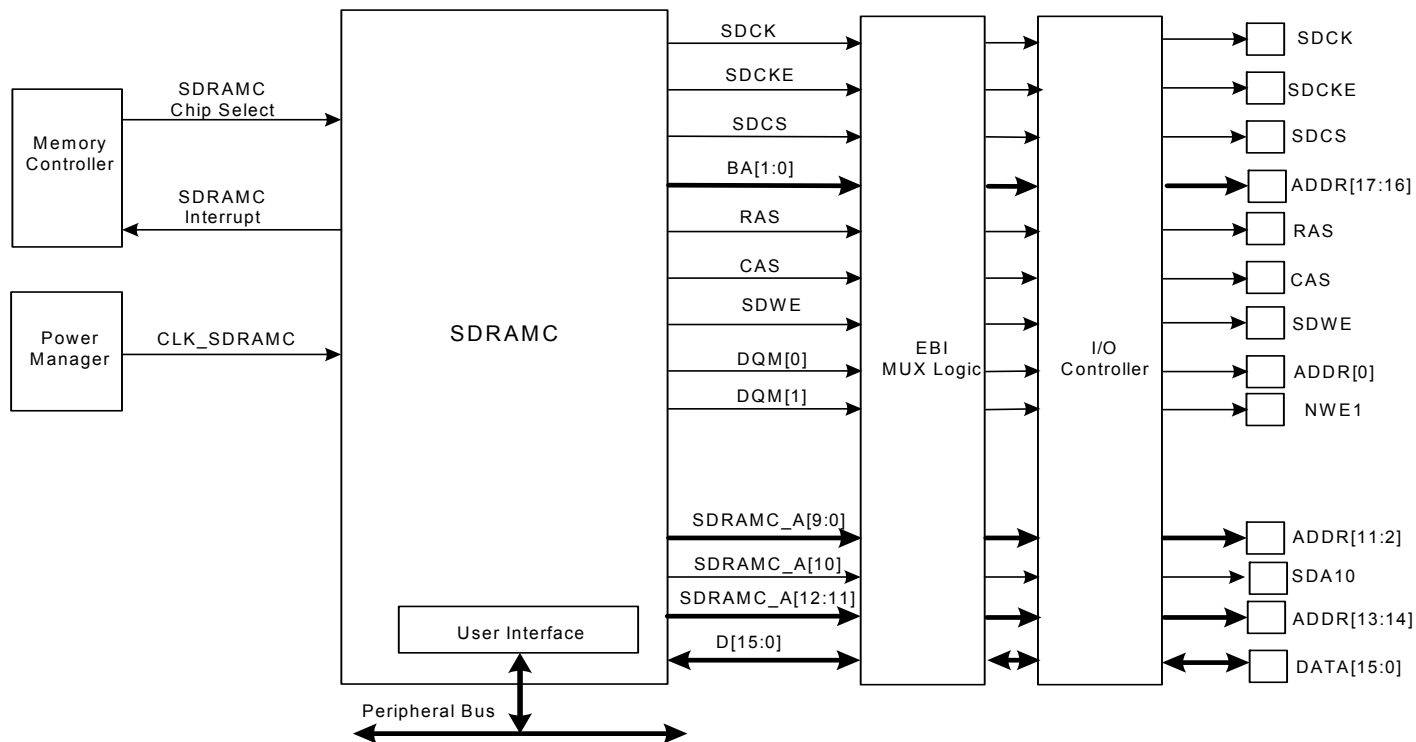 SDCK
SDCK
SDCKE
SDCKE
SDRAMC
Chip Select
SDCS
SDCS
Memory
Controller
BA[1:0]
ADDR[17:16]
SDRAMC
Interrupt
RAS
RAS
CAS
CAS
SDWE
SDWE
Power
Manager
CLK_SDRAMC
SDRAMC
EBI
MUX Logic
I/O
Controller
DQM[0]
ADDR[0]
DQM[1]
NWE1
SDRAMC_A[9:0]
ADDR[11:2]
SDRAMC_A[10]
SDA10
SDRAMC_A[12:11]
ADDR[13:14]
User Interface
D[15:0]
DATA[15:0]
Peripheral Bus